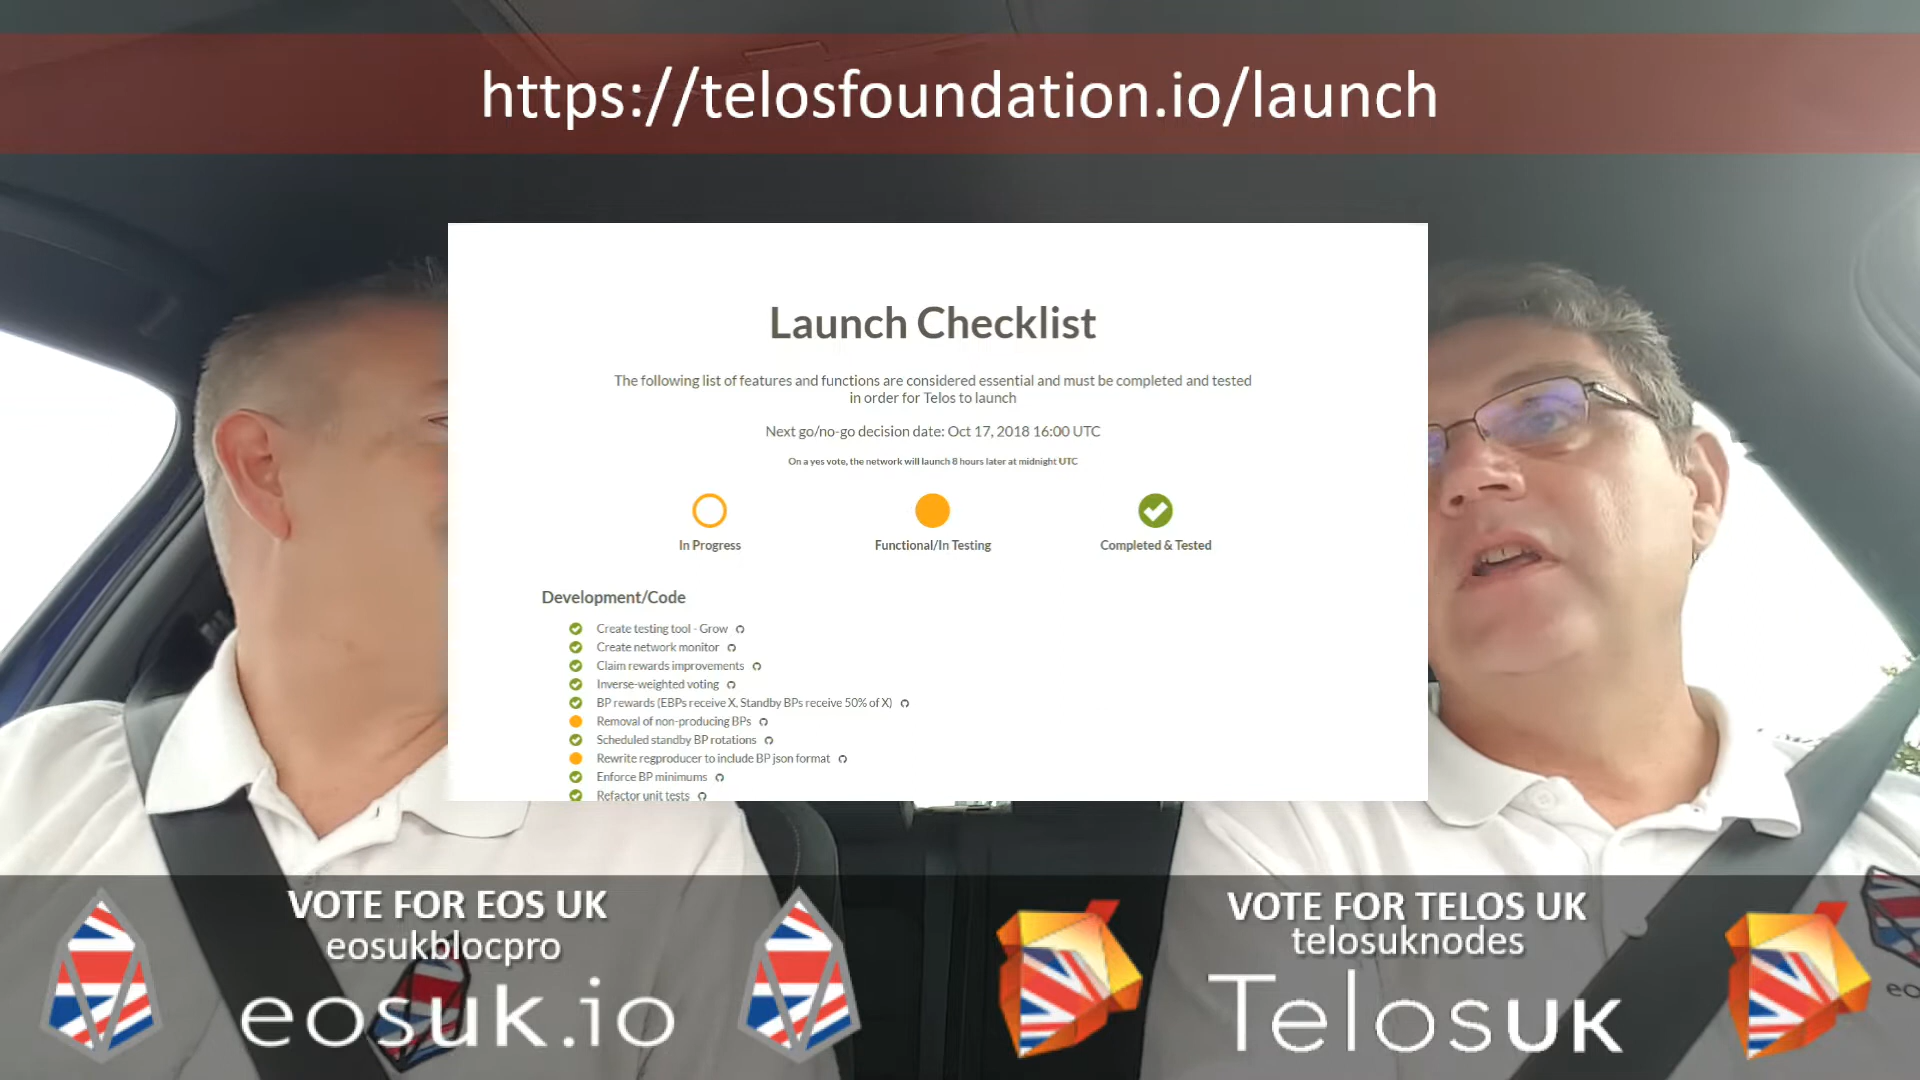 https://telosfoundation.io/launch
Launch Checklist
The following list of features and functions are considered essential and must be completed and tested
in order for Telos to launch
Next go/no-go decision date: Oct 17, 2018 16:00 UTC
On a yes vote, the network will launch 8 hours later at midnight UTC
In Progress
Functional/In Testing
Completed & Tested
Development/Code
Create testing tool - Grow
Create network monitor
Claim rewards improvements
Inverse-weighted voting
BP rewards (EBPs receive X, Standby BPs receive 50% of X)
Removal of non-producing BPs
Scheduled standby BP rotations
Rewrite regproducer to include BP json format
Enforce BP minimums
Refactor unit tests
VOTE FOR EOS UK
eosukblocpro
eosuk.io
VOTE FOR TELOS UK
telosuknodes
TelosUK
eo